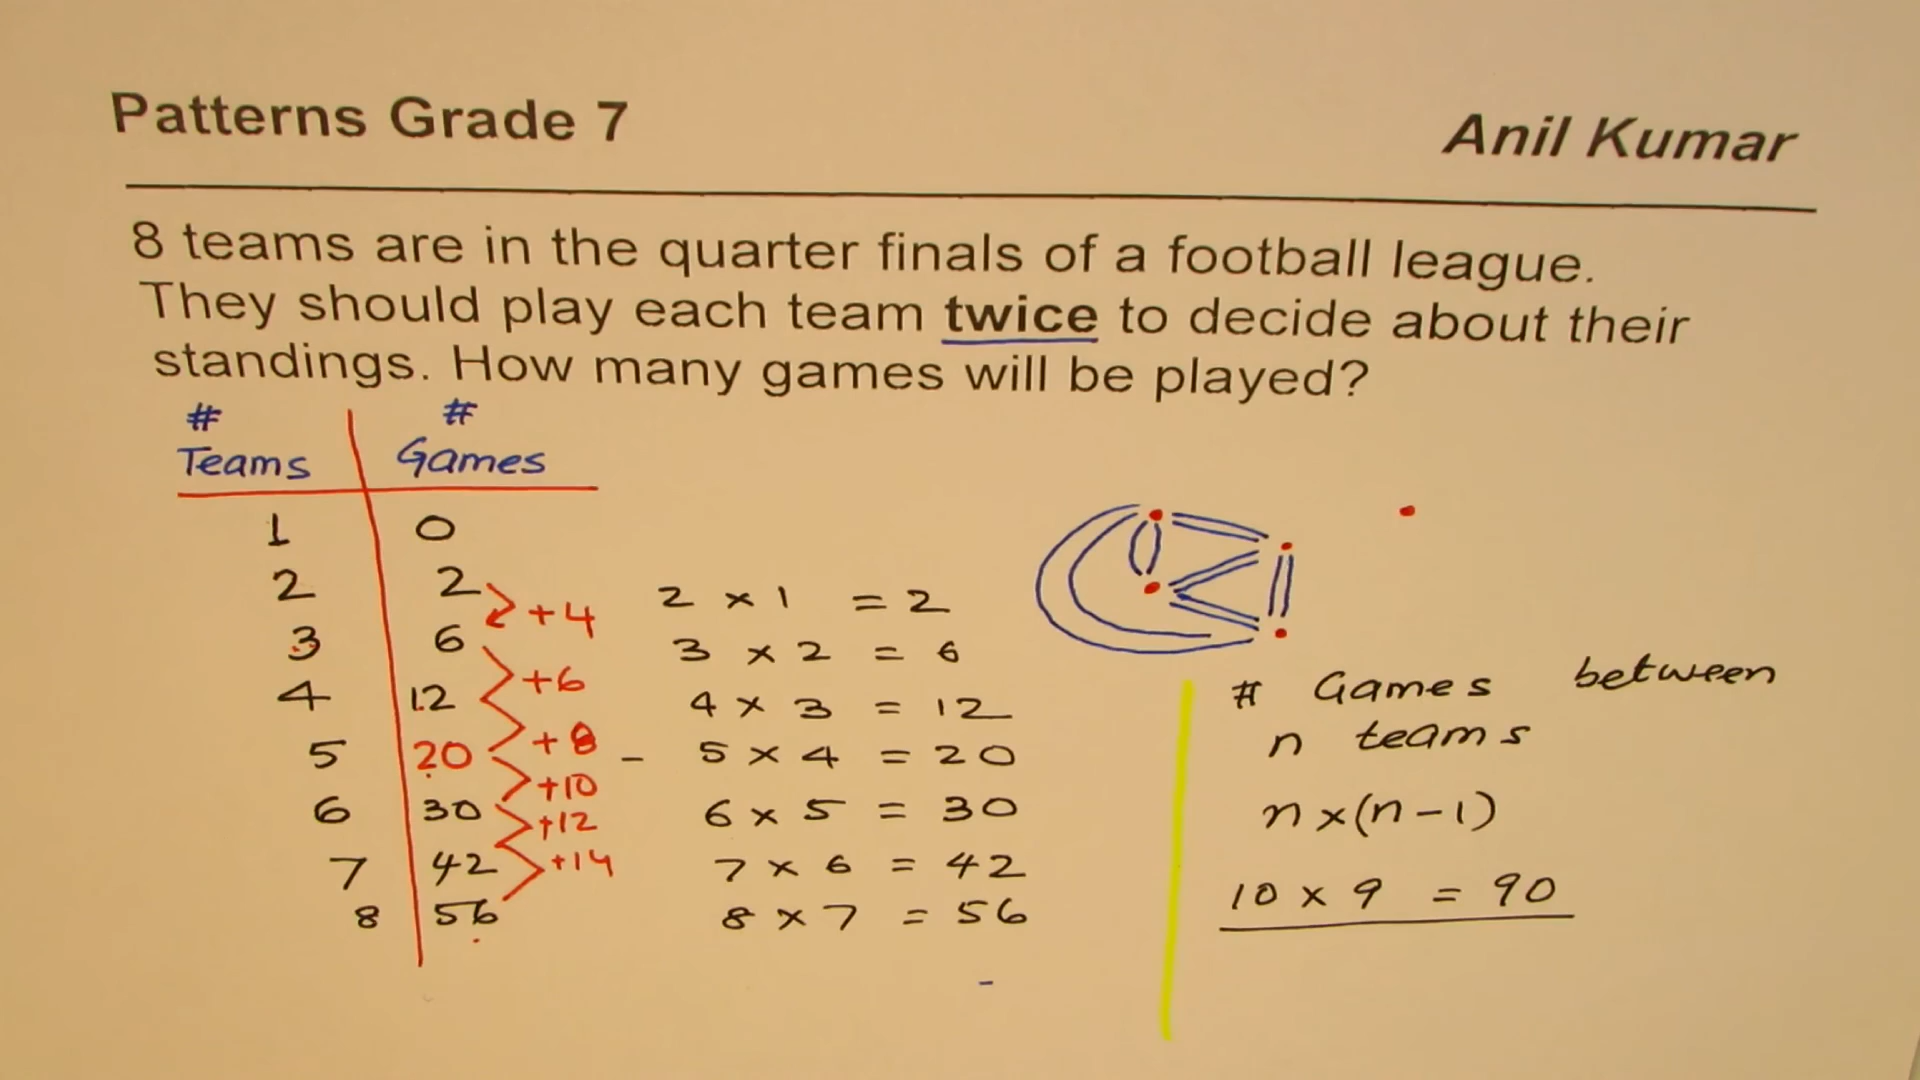 Patterns Grade 7
Anil Kumar
8 teams are in the quarter finals of a football league.
They should play each team twice to decide about their
standings. How many games will be played?
# #
Teams Games
1 0
2 2
3 6
4 12
5 20
6 30
7 42
8 56
+4
+6
+8
+10
+12
+14
2 × 1 = 2
3 × 2 = 6
4 × 3 = 12
- 5 × 4 = 20
6 × 5 = 30
7 × 6 = 42
8 × 7 = 56
# Games between
n teams
n × (n - 1)
10 × 9 = 90